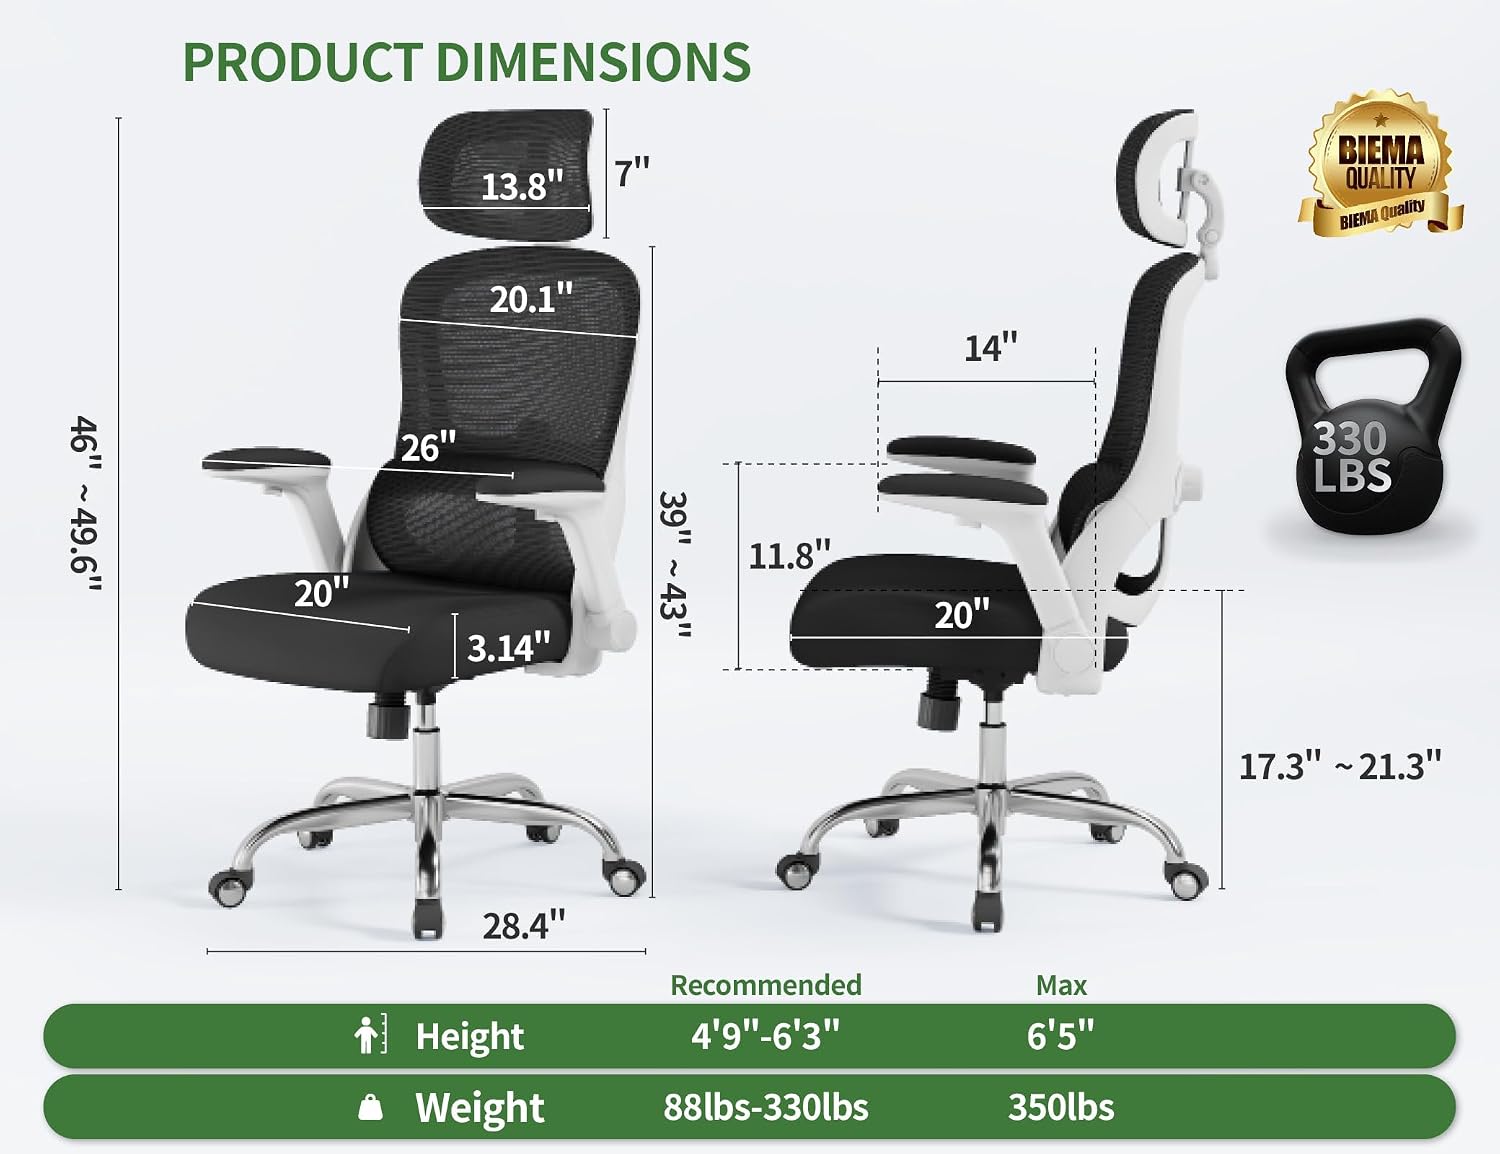 PRODUCT DIMENSIONS
13.8"
7"
20.1"
26"
46" ~ 49.6"
39" ~ 43"
20"
3.14"
28.4"
14"
11.8"
20"
17.3" ~ 21.3"
BIEMA
QUALITY
BIEMA Quality
330
LBS
Recommended Max
Height 4'9"-6'3" 6'5"
Weight 88lbs-330lbs 350lbs